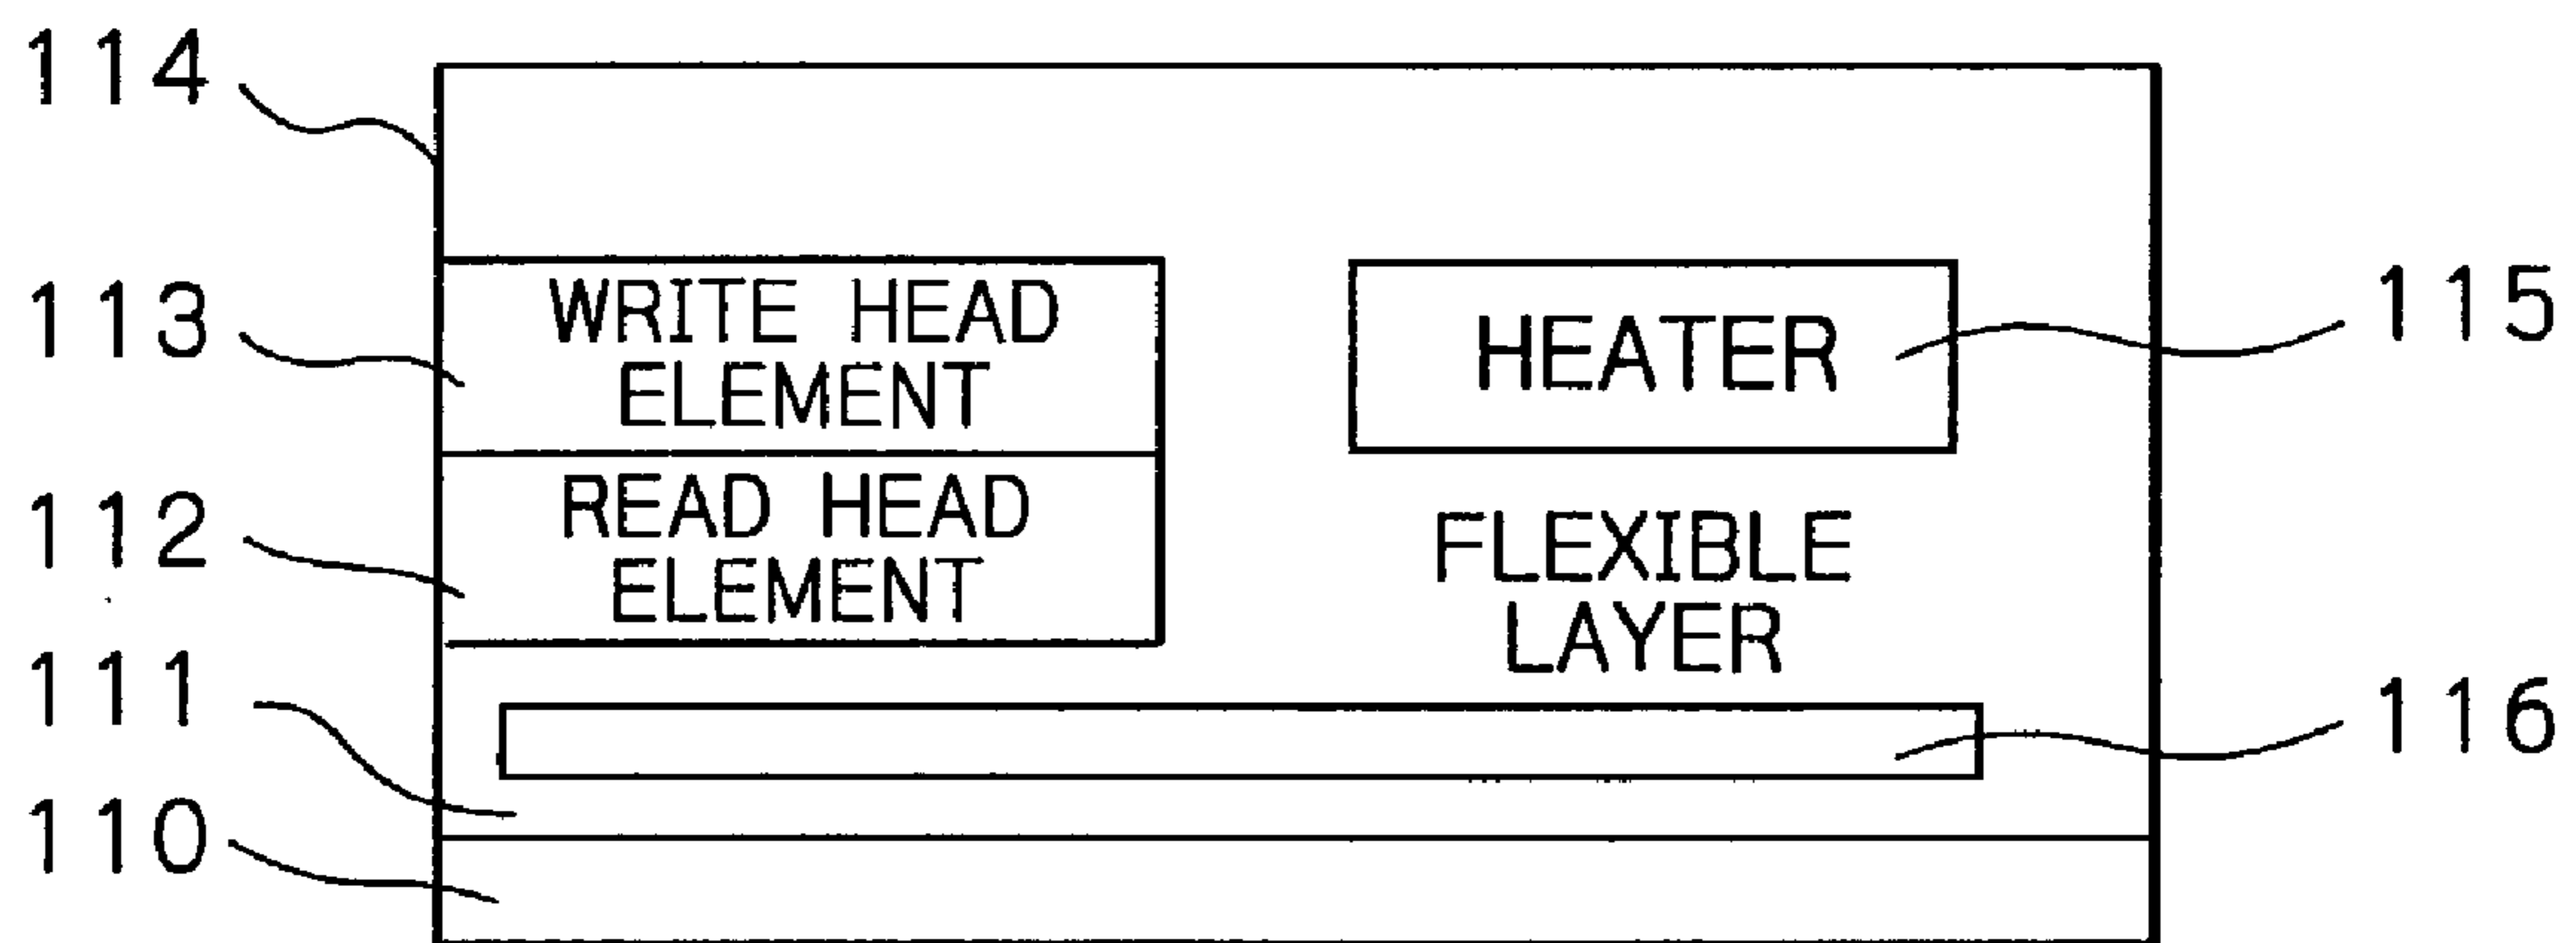 114
113
WRITE HEAD
ELEMENT
HEATER
115
112
READ HEAD
ELEMENT
FLEXIBLE
LAYER
111
116
110